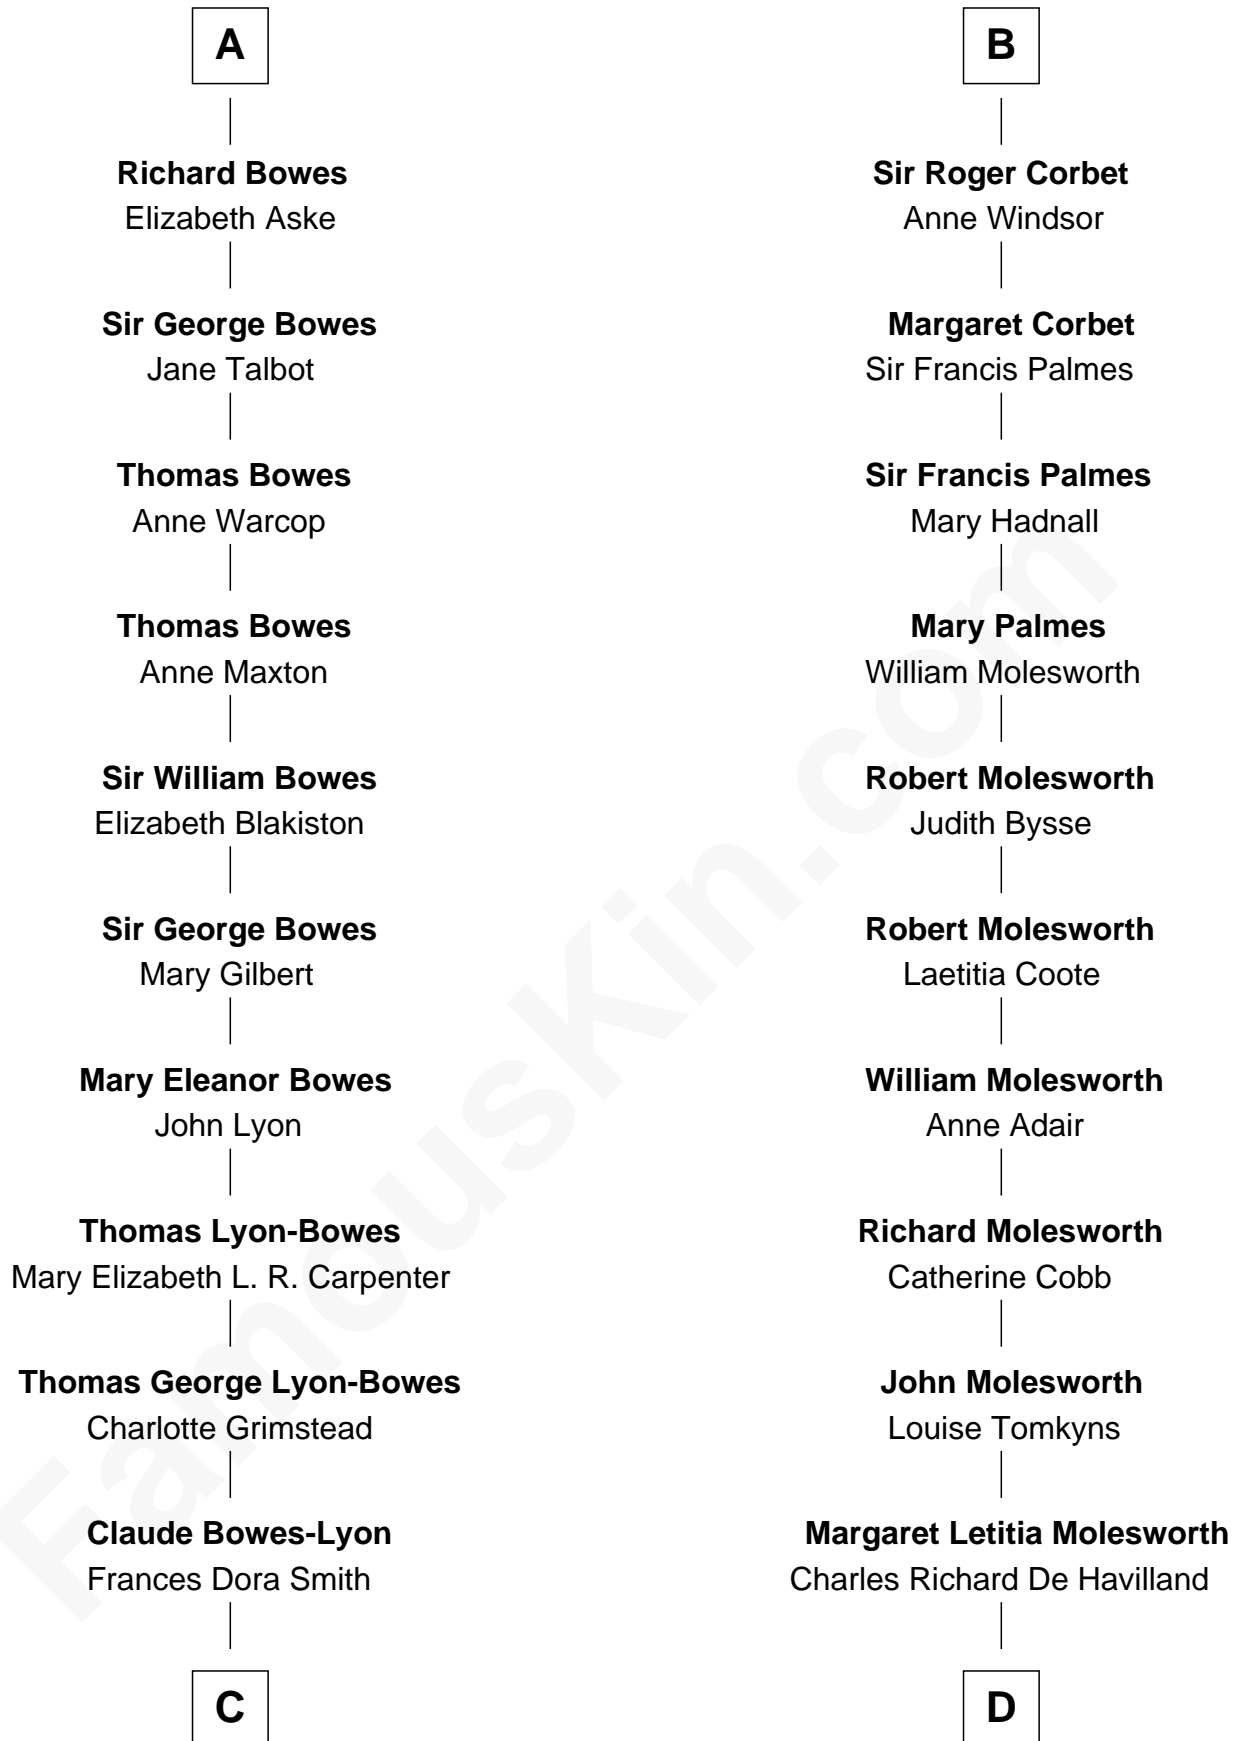 A
Richard Bowes
Elizabeth Aske
Sir George Bowes
Jane Talbot
Thomas Bowes
Anne Warcop
Thomas Bowes
Anne Maxton
Sir William Bowes
Elizabeth Blakiston
Sir George Bowes
Mary Gilbert
Mary Eleanor Bowes
John Lyon
Thomas Lyon-Bowes
Mary Elizabeth L. R. Carpenter
Thomas George Lyon-Bowes
Charlotte Grimstead
Claude Bowes-Lyon
Frances Dora Smith
C
B
Sir Roger Corbet
Anne Windsor
Margaret Corbet
Sir Francis Palmes
Sir Francis Palmes
Mary Hadnall
Mary Palmes
William Molesworth
Robert Molesworth
Judith Bysse
Robert Molesworth
Laetitia Coote
William Molesworth
Anne Adair
Richard Molesworth
Catherine Cobb
John Molesworth
Louise Tomkyns
Margaret Letitia Molesworth
Charles Richard De Havilland
D
FamousKin.com